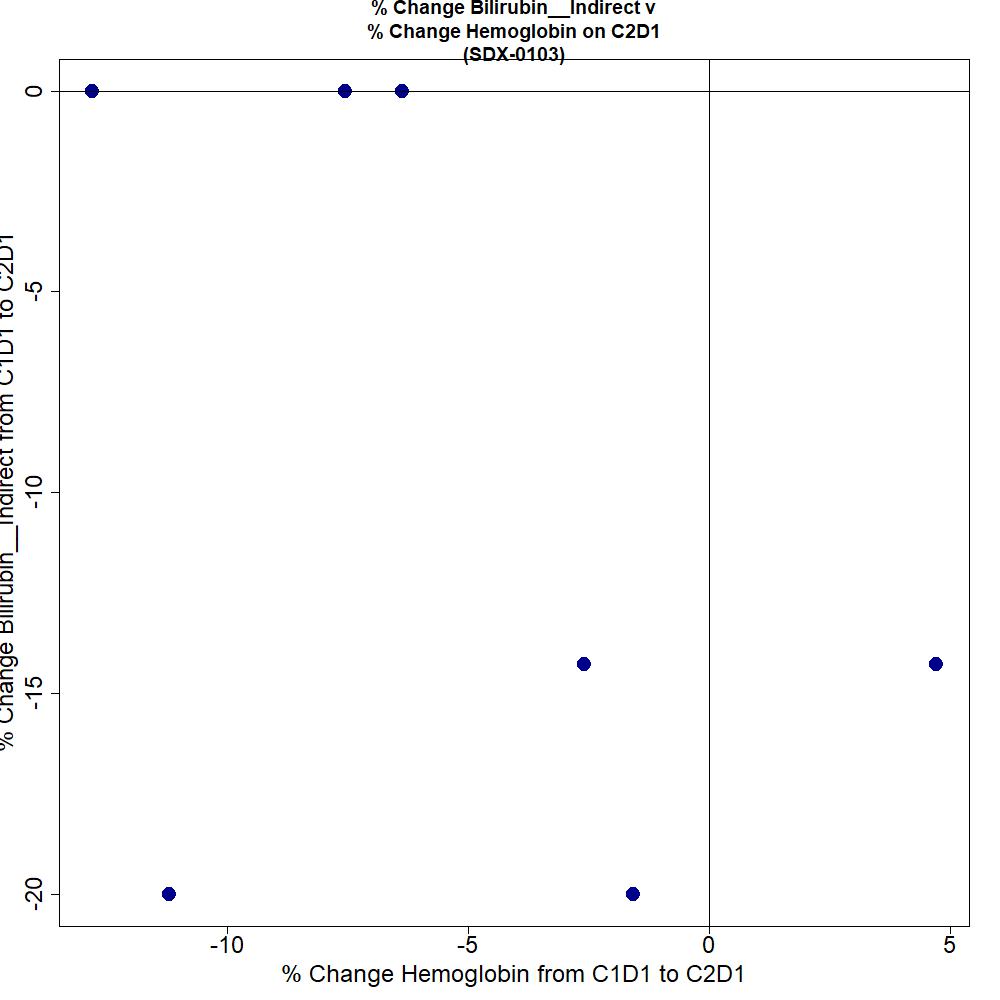 % Change Bilirubin__Indirect v
% Change Hemoglobin on C2D1
(SDX-0103)
% Change Bilirubin__Indirect from C1D1 to C2D1
0
-5
-10
-15
-20
-10
-5
0
5
% Change Hemoglobin from C1D1 to C2D1